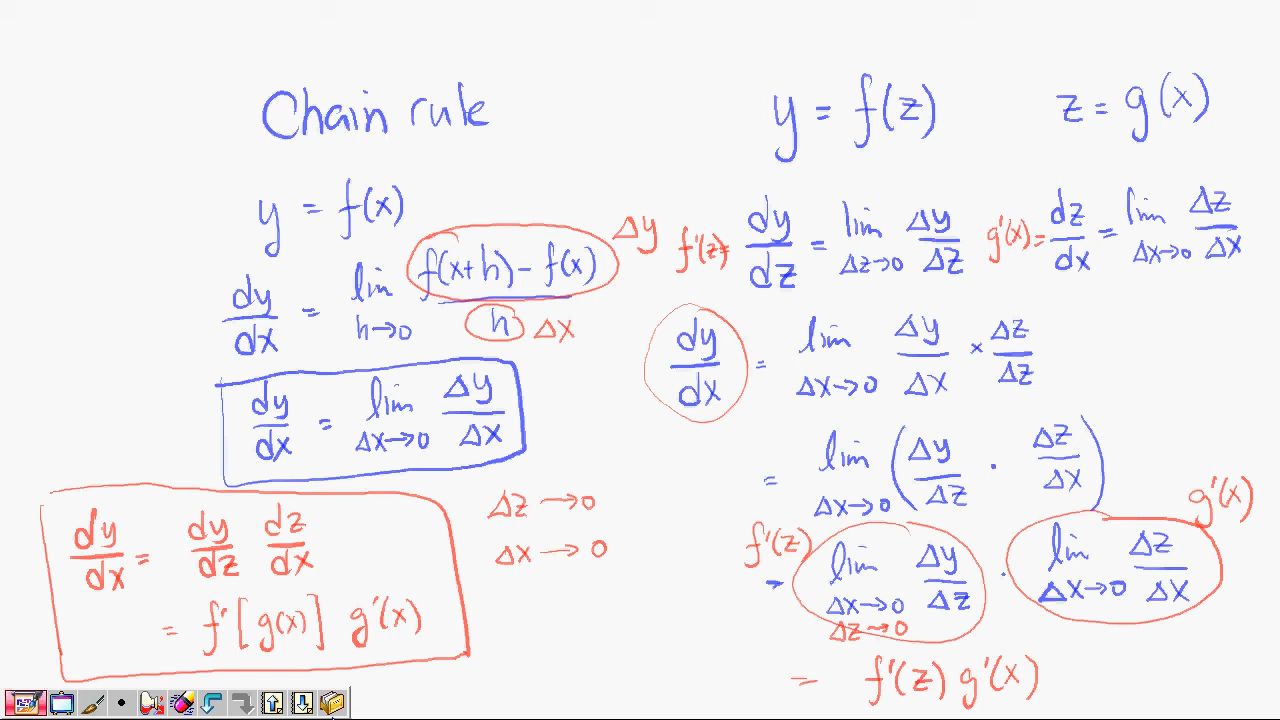 Chain rule
y = f(x)
dy/dx = lim h→0 f(x+h) - f(x) / h Δy Δx
dy/dx = lim Δx→0 Δy/Δx
dy/dx = dy/dz dz/dx
= f'[g(x)] g'(x)
Δz → 0
Δx → 0
y = f(z) z = g(x)
f'(z) = dy/dz = lim Δz→0 Δy/Δz g'(x) = dz/dx = lim Δx→0 Δz/Δx
dy/dx = lim Δx→0 Δy/Δx × Δz/Δz
= lim Δx→0 (Δy/Δz · Δz/Δx)
f'(z) g'(x)
= lim Δx→0 Δz→0 Δy/Δz · lim Δx→0 Δz/Δx
= f'(z) g'(x)